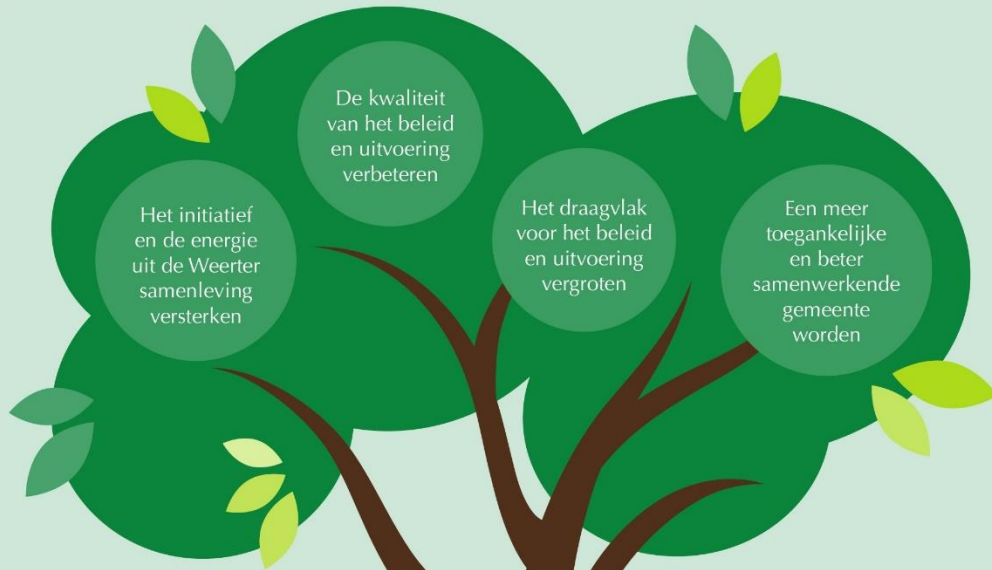 Het initiatief
en de energie
uit de Weerter
samenleving
versterken
De kwaliteit
van het beleid
en uitvoering
verbeteren
Het draagvlak
voor het beleid
en uitvoering
vergroten
Een meer
toegankelijke
en beter
samenwerkende
gemeente
worden